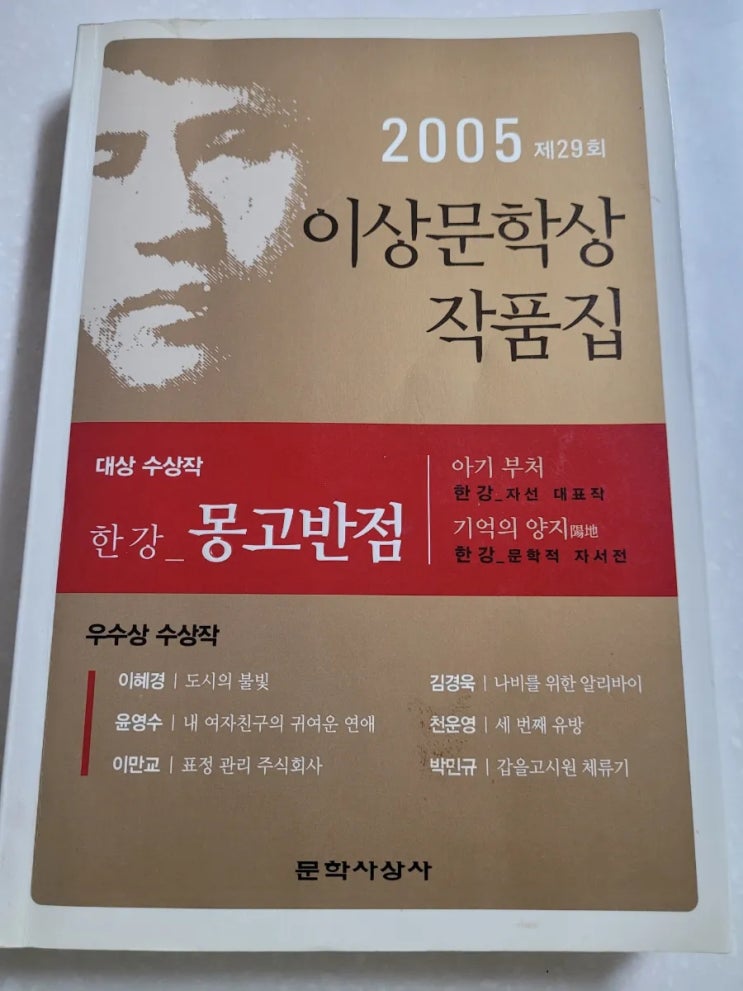 2005 제29회
이상문학상
작품집
대상 수상작
한강_몽고반점
아기 부처
한강_자선 대표작
기억의 양지陽地
한강_문학적 자서전
우수상 수상작
이혜경 | 도시의 불빛
윤영수 | 내 여자친구의 귀여운 연애
이만교 | 표정 관리 주식회사
김경욱 | 나비를 위한 알리바이
천운영 | 세 번째 유방
박민규 | 갑을고시원 체류기
문학사상사